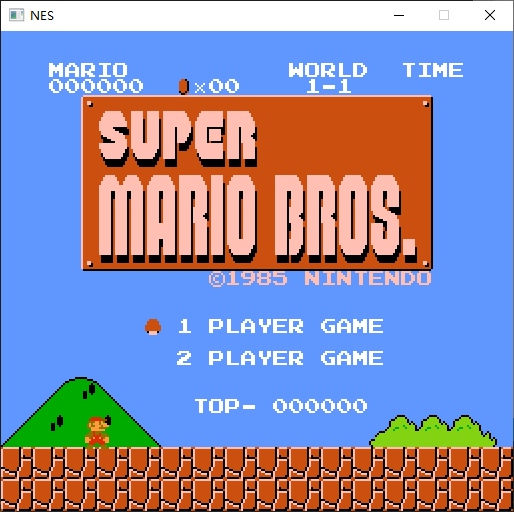 NES
MARIO WORLD TIME
000000 ×00 1-1
SUPER
MARIO BROS.
©1985 NINTENDO
1 PLAYER GAME
2 PLAYER GAME
TOP- 000000